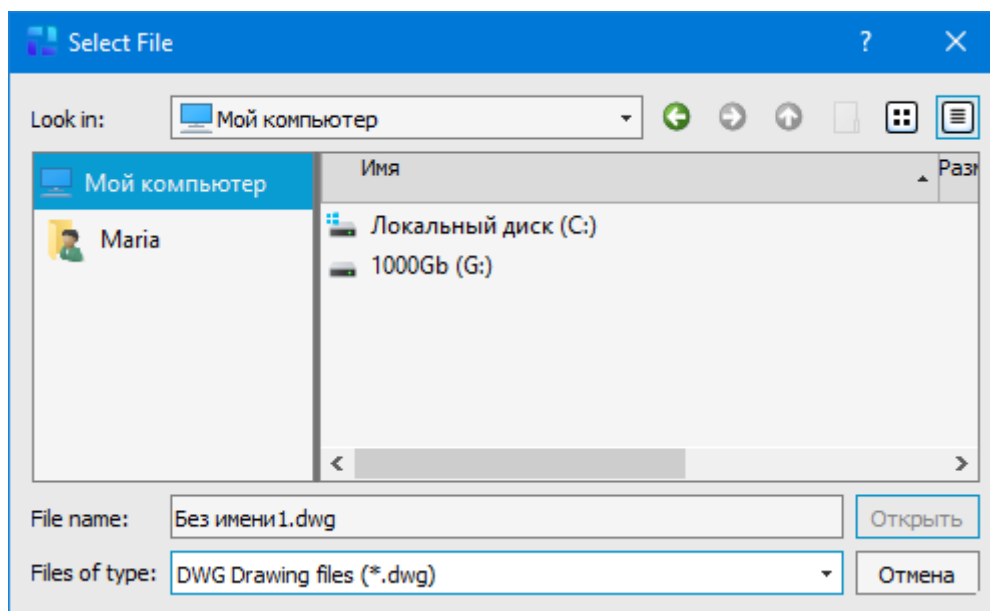 Select File
?
Look in: Мой компьютер
Мой компьютер
Maria
Имя
Локальный диск (C:)
1000Gb (G:)
File name: Без имени1.dwg Открыть
Files of type: DWG Drawing files (*.dwg) Отмена